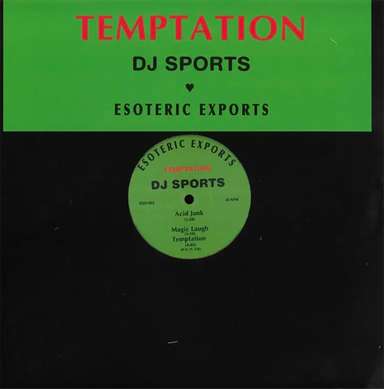 TEMPTATION
DJ SPORTS
♥
ESOTERIC EXPORTS
ESOTERIC EXPORTS
TEMPTATION
DJ SPORTS
Acid Junk
Magic Laugh
Temptation